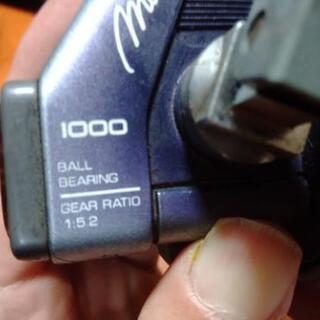 1000
BALL
BEARING
GEAR RATIO
1:5.2